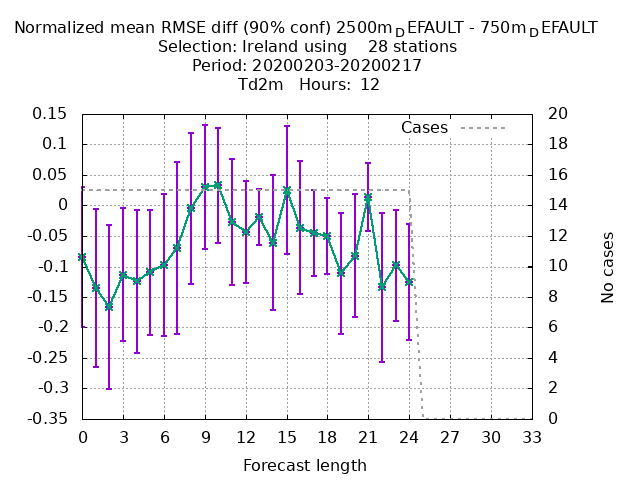 Normalized mean RMSE diff (90% conf) 2500m_DEFAULT - 750m_DEFAULT
Selection: Ireland using    28 stations
Period: 20200203-20200217
Td2m   Hours: 12
Cases
0.15
0.1
0.05
0
-0.05
-0.1
-0.15
-0.2
-0.25
-0.3
-0.35
20
18
16
14
12
10
8
6
4
2
0
No cases
0 3 6 9 12 15 18 21 24 27 30 33
Forecast length